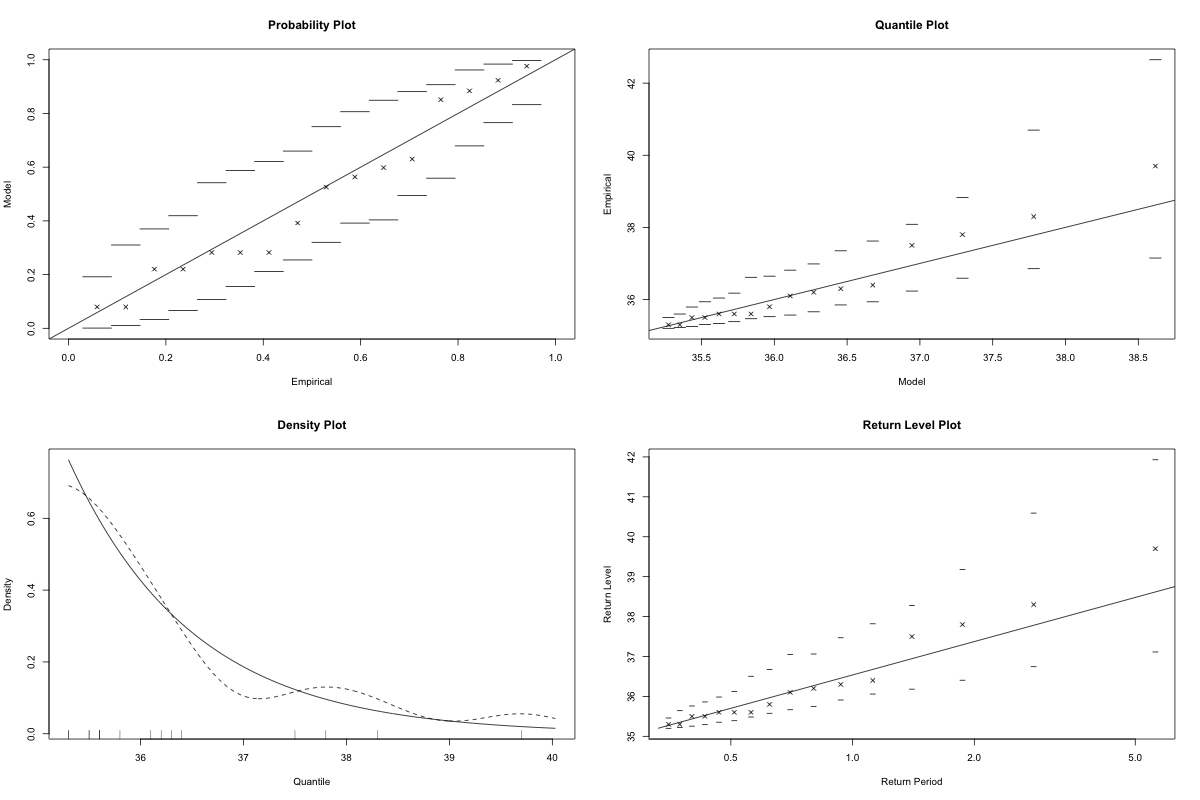 Probability Plot
Model
0.0 0.2 0.4 0.6 0.8 1.0
0.0 0.2 0.4 0.6 0.8 1.0
Empirical
Quantile Plot
Empirical
36 38 40 42
35.5 36.0 36.5 37.0 37.5 38.0 38.5
Model
Density Plot
Density
0.0 0.2 0.4 0.6
36 37 38 39 40
Quantile
Return Level Plot
Return Level
35 36 37 38 39 40 41 42
0.5 1.0 2.0 5.0
Return Period